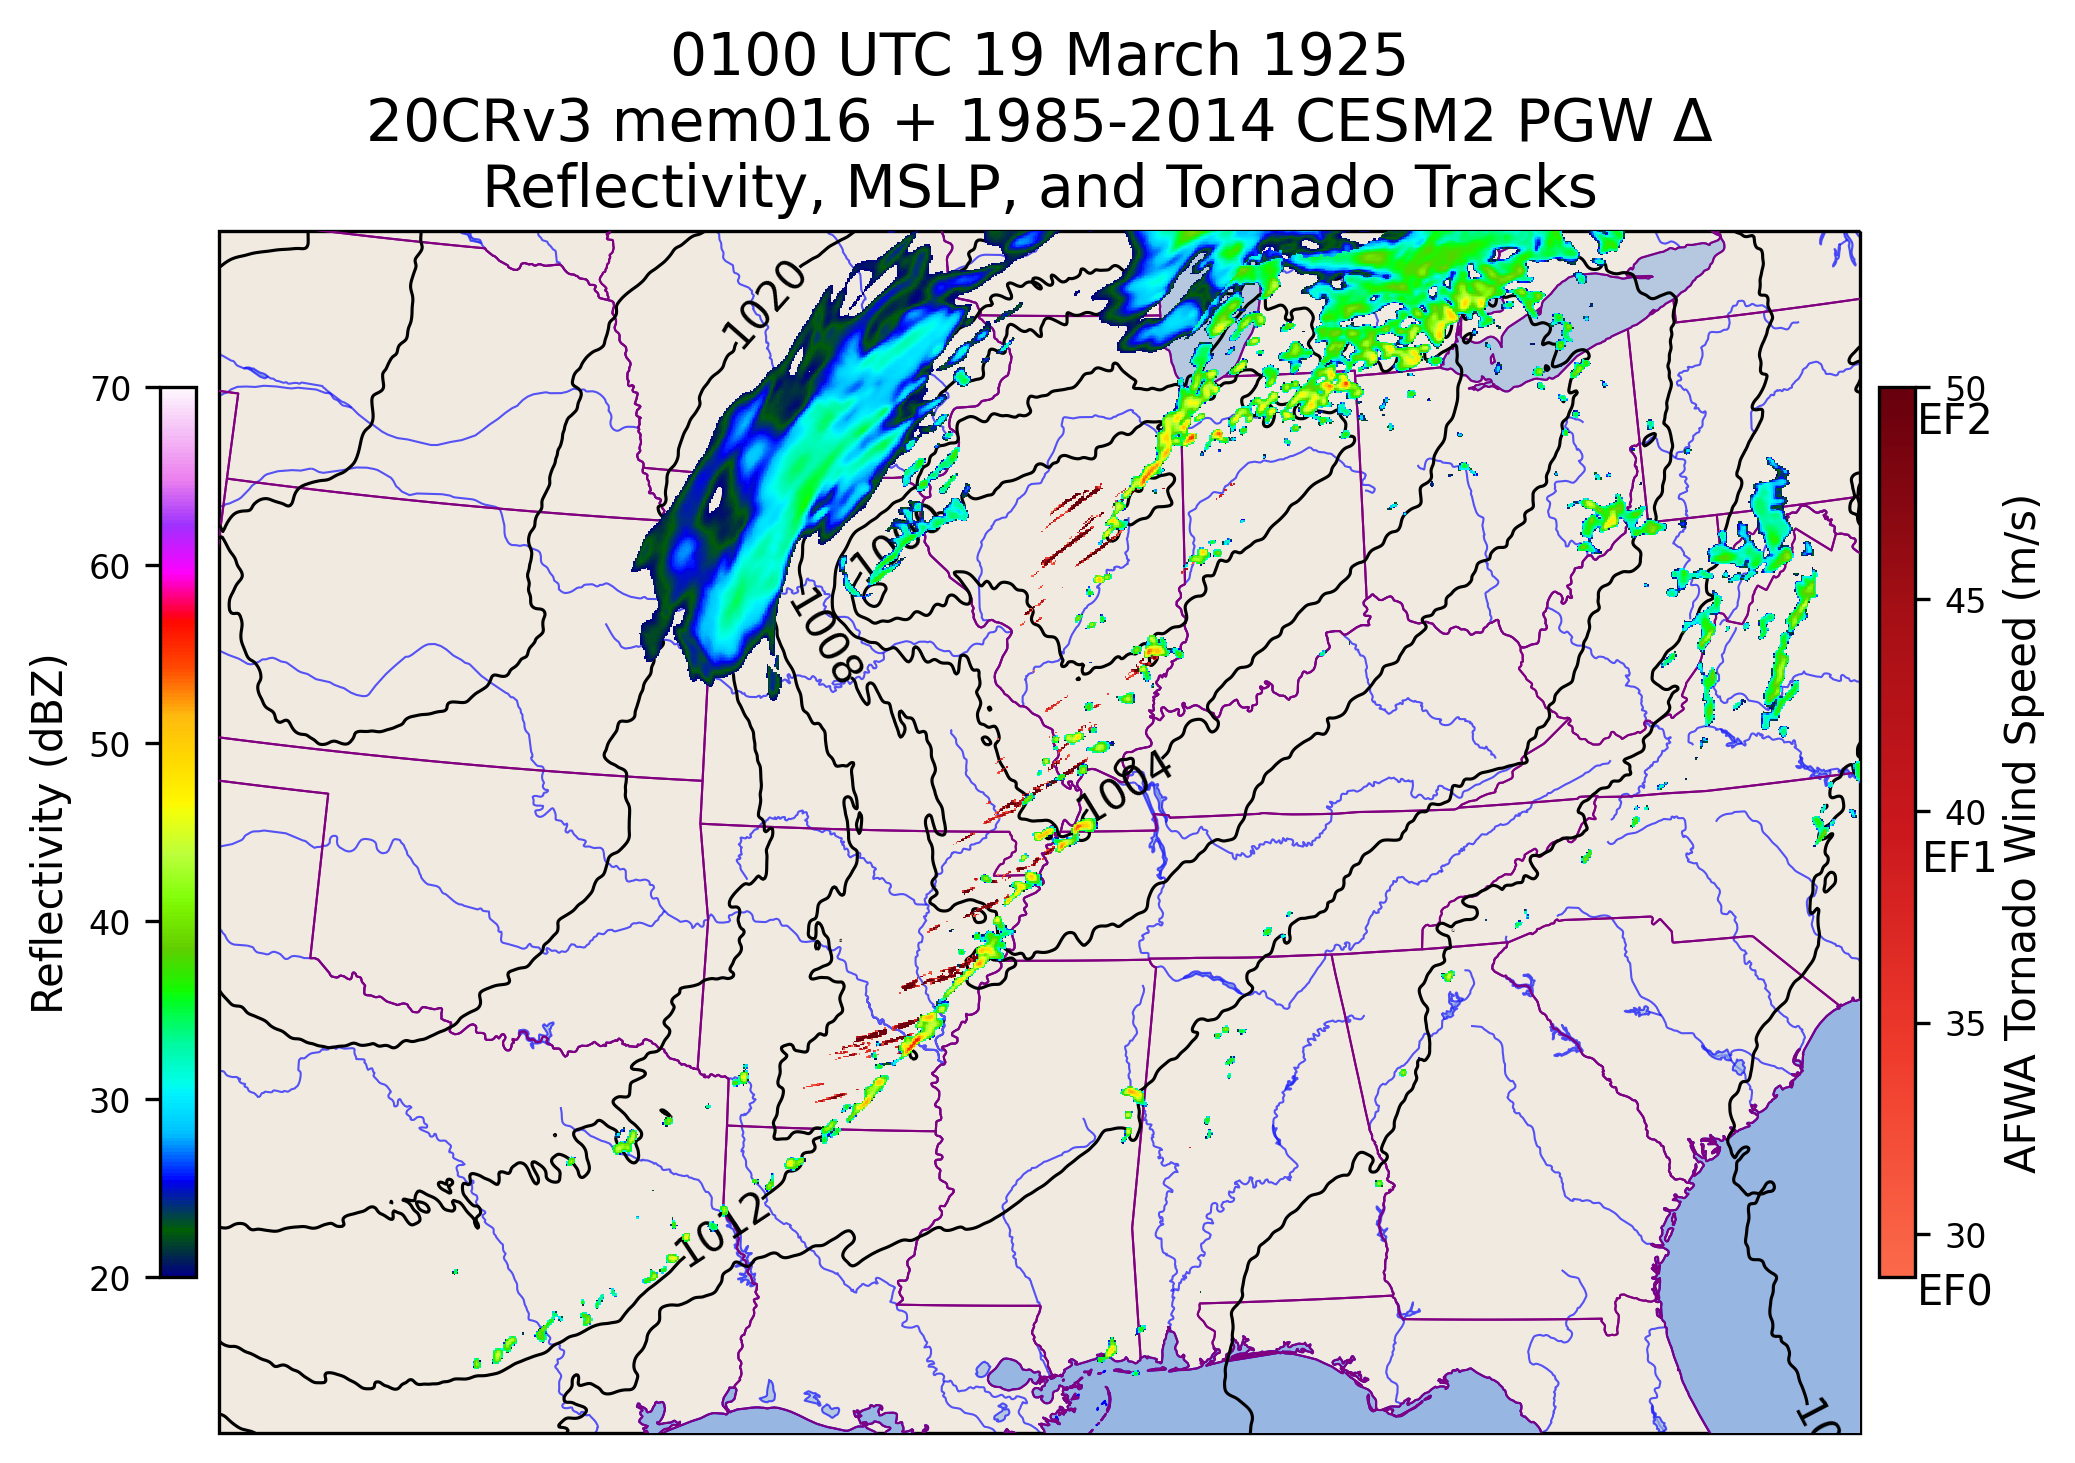 0100 UTC 19 March 1925
20CRv3 mem016 + 1985-2014 CESM2 PGW Δ
Reflectivity, MSLP, and Tornado Tracks
1020
1008
1004
1012
70
60
50
40
30
20
Reflectivity (dBZ)
50
EF2
45
40
EF1
35
30
EF0
AFWA Tornado Wind Speed (m/s)